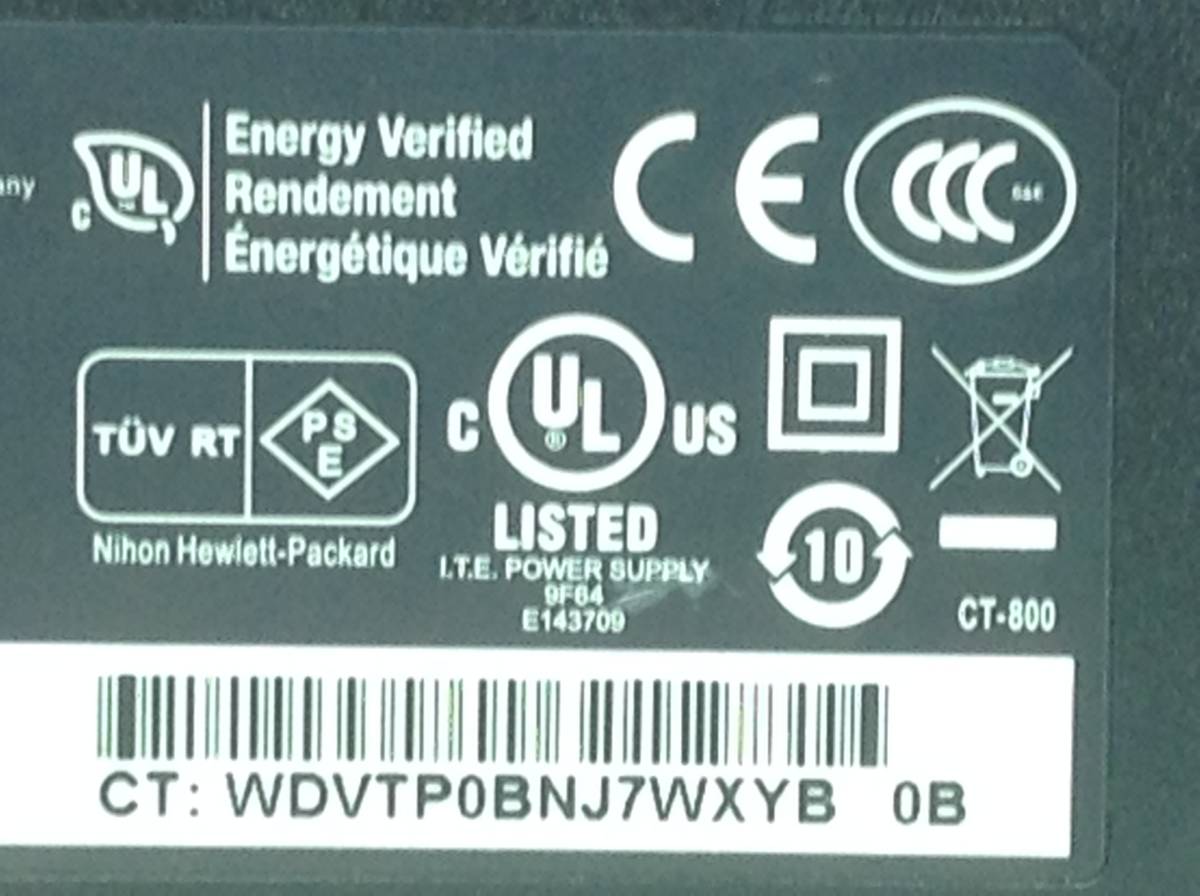 any
C UL
Energy Verified
Rendement
Énergétique Vérifié
CE
CCC
TÜV RT
PS
E
Nihon Hewlett-Packard
C UL® US
LISTED
I.T.E. POWER SUPPLY
9F64
E143709
10
CT-800
CT: WDVTP0BNJ7WXYB 0B